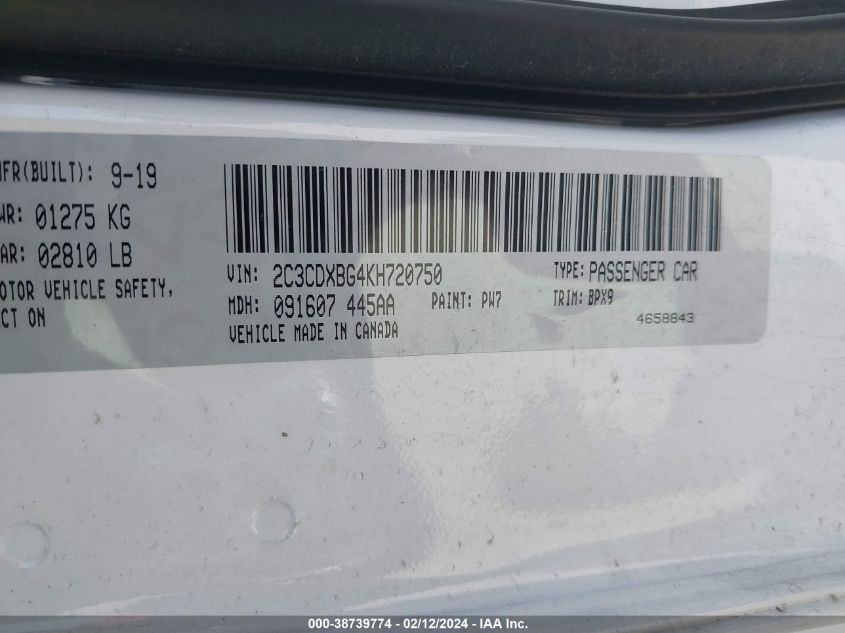 MFR(BUILT): 9-19
WR: 01275 KG
AR: 02810 LB
OTOR VEHICLE SAFETY,
CT ON
VIN: 2C3CDXBG4KH720750 TYPE: PASSENGER CAR
MDH: 091607 445AA PAINT: PW7 TRIM: BPX9
4658843
VEHICLE MADE IN CANADA
000-38739774 - 02/12/2024 - IAA Inc.